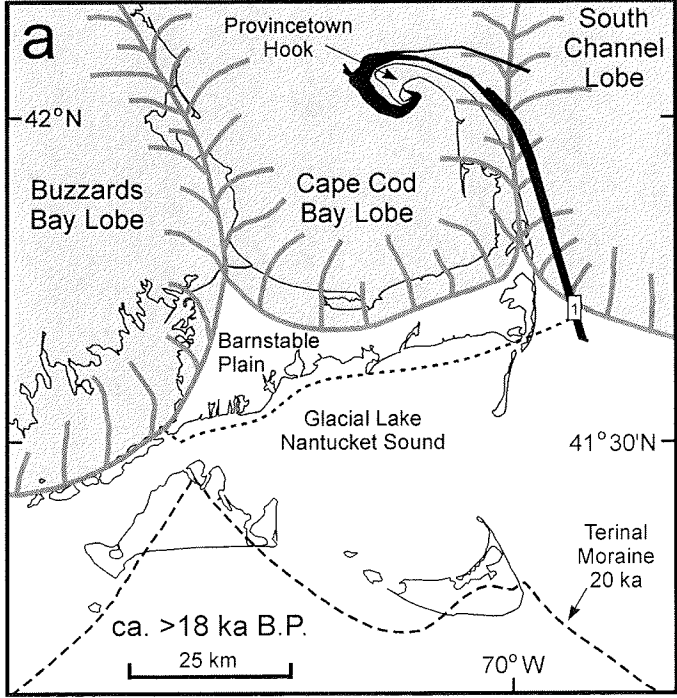 a
Provincetown
Hook
South
Channel
Lobe
42°N
Buzzards
Bay Lobe
Cape Cod
Bay Lobe
1
Barnstable
Plain
Glacial Lake
Nantucket Sound
41°30'N
Terinal
Moraine
20 ka
ca. >18 ka B.P.
25 km
70°W